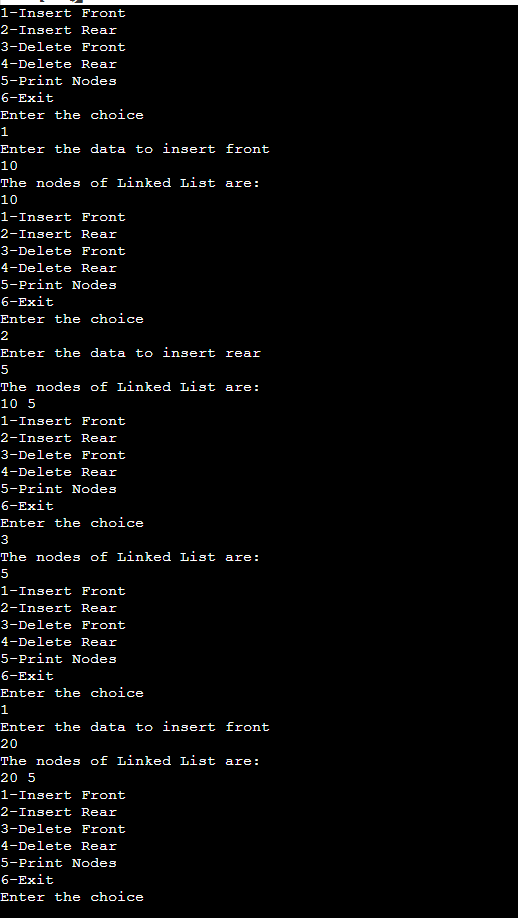 1-Insert Front
2-Insert Rear
3-Delete Front
4-Delete Rear
5-Print Nodes
6-Exit
Enter the choice
1
Enter the data to insert front
10
The nodes of Linked List are:
10
1-Insert Front
2-Insert Rear
3-Delete Front
4-Delete Rear
5-Print Nodes
6-Exit
Enter the choice
2
Enter the data to insert rear
5
The nodes of Linked List are:
10 5
1-Insert Front
2-Insert Rear
3-Delete Front
4-Delete Rear
5-Print Nodes
6-Exit
Enter the choice
3
The nodes of Linked List are:
5
1-Insert Front
2-Insert Rear
3-Delete Front
4-Delete Rear
5-Print Nodes
6-Exit
Enter the choice
1
Enter the data to insert front
20
The nodes of Linked List are:
20 5
1-Insert Front
2-Insert Rear
3-Delete Front
4-Delete Rear
5-Print Nodes
6-Exit
Enter the choice